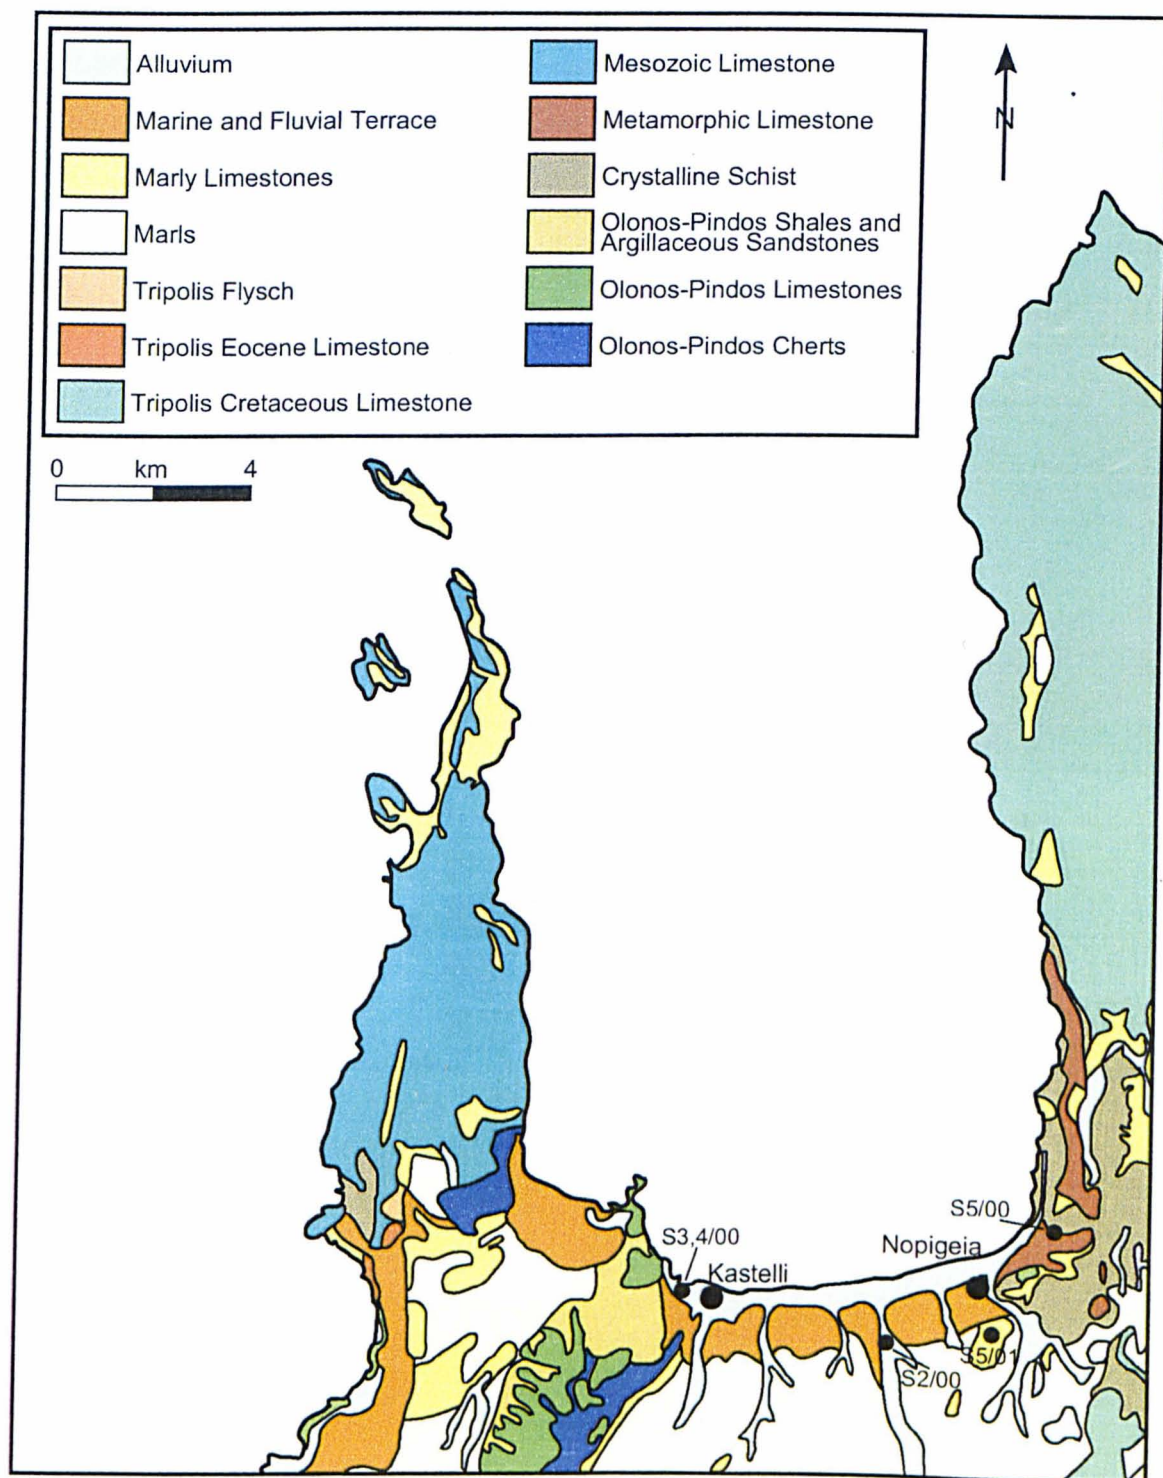 Alluvium
Marine and Fluvial Terrace
Marly Limestones
Marls
Tripolis Flysch
Tripolis Eocene Limestone
Tripolis Cretaceous Limestone
Mesozoic Limestone
Metamorphic Limestone
Crystalline Schist
Olonos-Pindos Shales and
Argillaceous Sandstones
Olonos-Pindos Limestones
Olonos-Pindos Cherts
N
0 km 4
S5/00
Nopigeia
S3,4/00
Kastelli
S5/01
S2/00